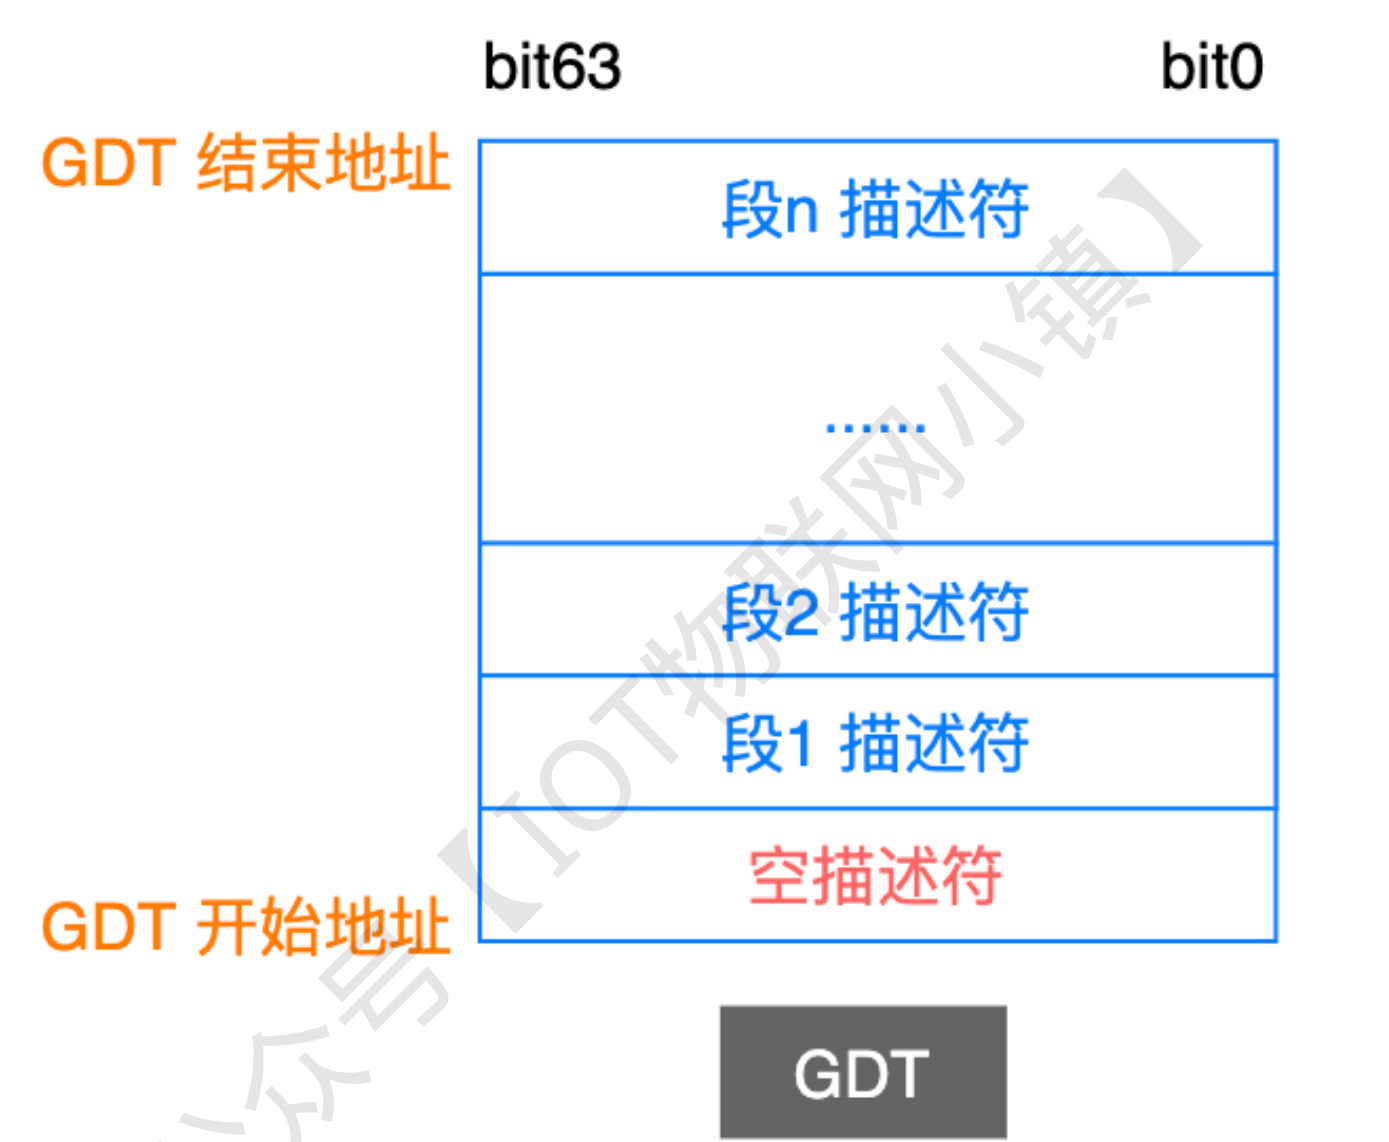 bit63 bit0
GDT 结束地址
段n 描述符
......
段2 描述符
段1 描述符
空描述符
GDT 开始地址
GDT
公众号【IOT物联网小镇】